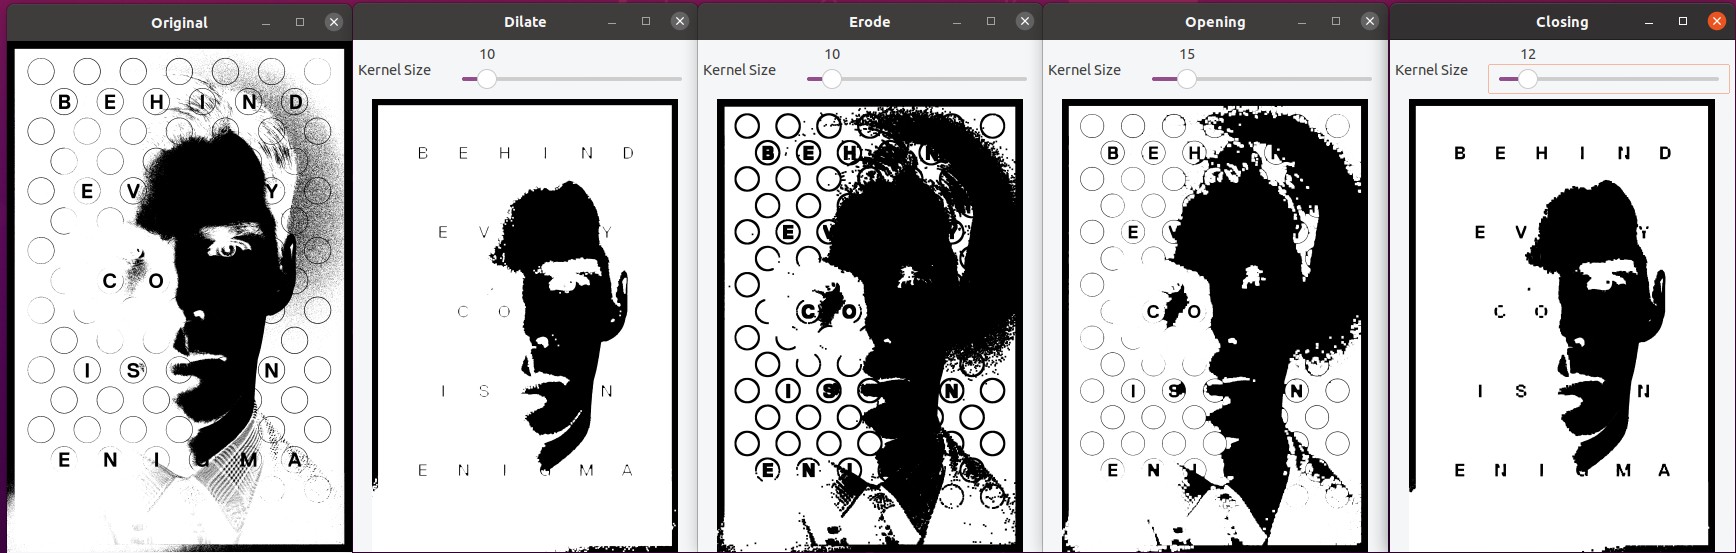 Original
B E H I N D
E V Y
C O
I S N
E N I G M A
Dilate
10
Kernel Size
B E H I N D
E V Y
C O
I S N
E N I G M A
Erode
10
Kernel Size
B E H
E V
C O
I S N
E N I
Opening
15
Kernel Size
B E H I
E V
C O
I S N
E N I
Closing
12
Kernel Size
B E H I N D
E V Y
C O
I S N
E N I G M A